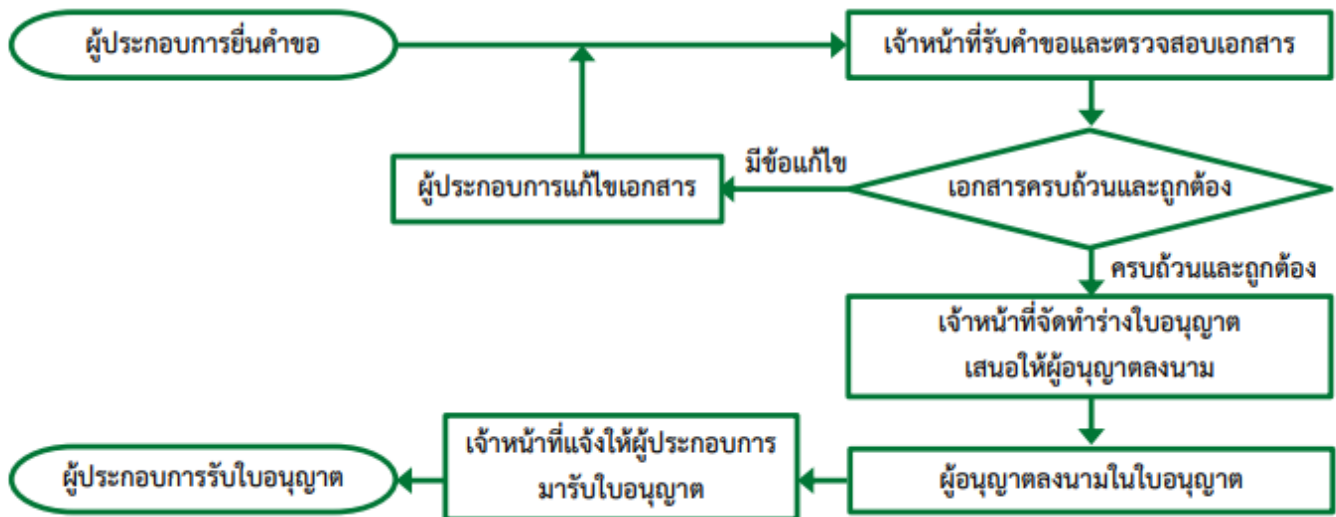 ผู้ประกอบการยื่นคำขอ
เจ้าหน้าที่รับคำขอและตรวจสอบเอกสาร
เอกสารครบถ้วนและถูกต้อง
มีข้อแก้ไข
ผู้ประกอบการแก้ไขเอกสาร
ครบถ้วนและถูกต้อง
เจ้าหน้าที่จัดทำร่างใบอนุญาต
เสนอให้ผู้อนุญาตลงนาม
ผู้อนุญาตลงนามในใบอนุญาต
เจ้าหน้าที่แจ้งให้ผู้ประกอบการ
มารับใบอนุญาต
ผู้ประกอบการรับใบอนุญาต